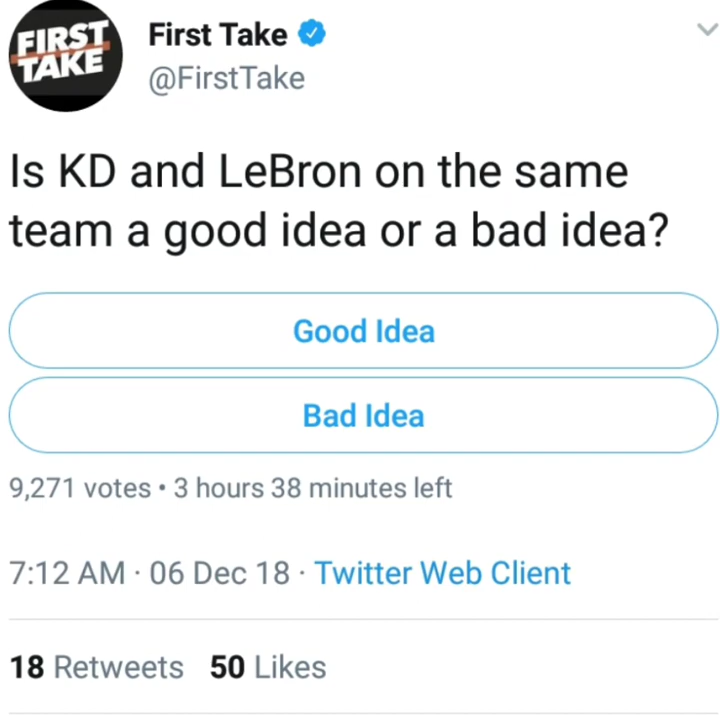 FIRST
TAKE
First Take
@FirstTake
Is KD and LeBron on the same
team a good idea or a bad idea?
Good Idea
Bad Idea
9,271 votes • 3 hours 38 minutes left
7:12 AM · 06 Dec 18 · Twitter Web Client
18 Retweets 50 Likes